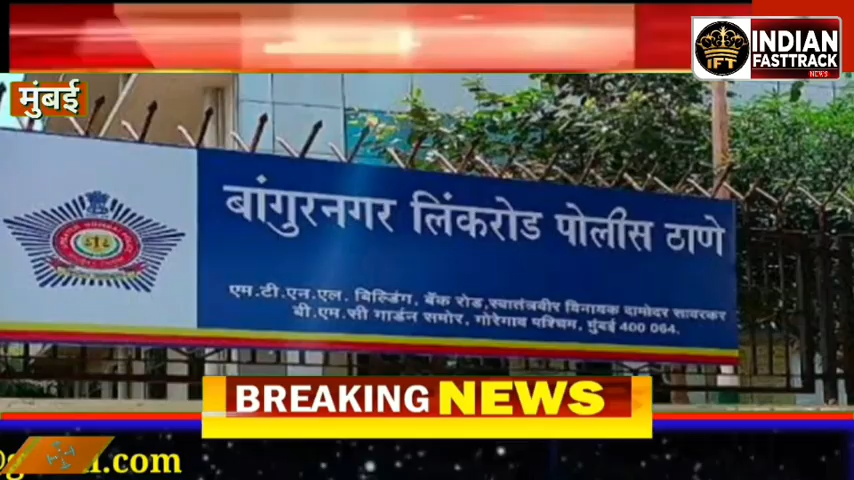 IFT
INDIAN
FASTTRACK
NEWS
मुंबई
बांगुरनगर लिंकरोड पोलीस ठाणे
एम.टी.एन.एल. बिल्डिंग, बँक रोड,स्वातंत्र्यवीर विनायक दामोदर सावरकर
बी.एम.सी गार्डन समोर, गोरेगाव पश्चिम, मुंबई 400 064.
BREAKING NEWS
.com